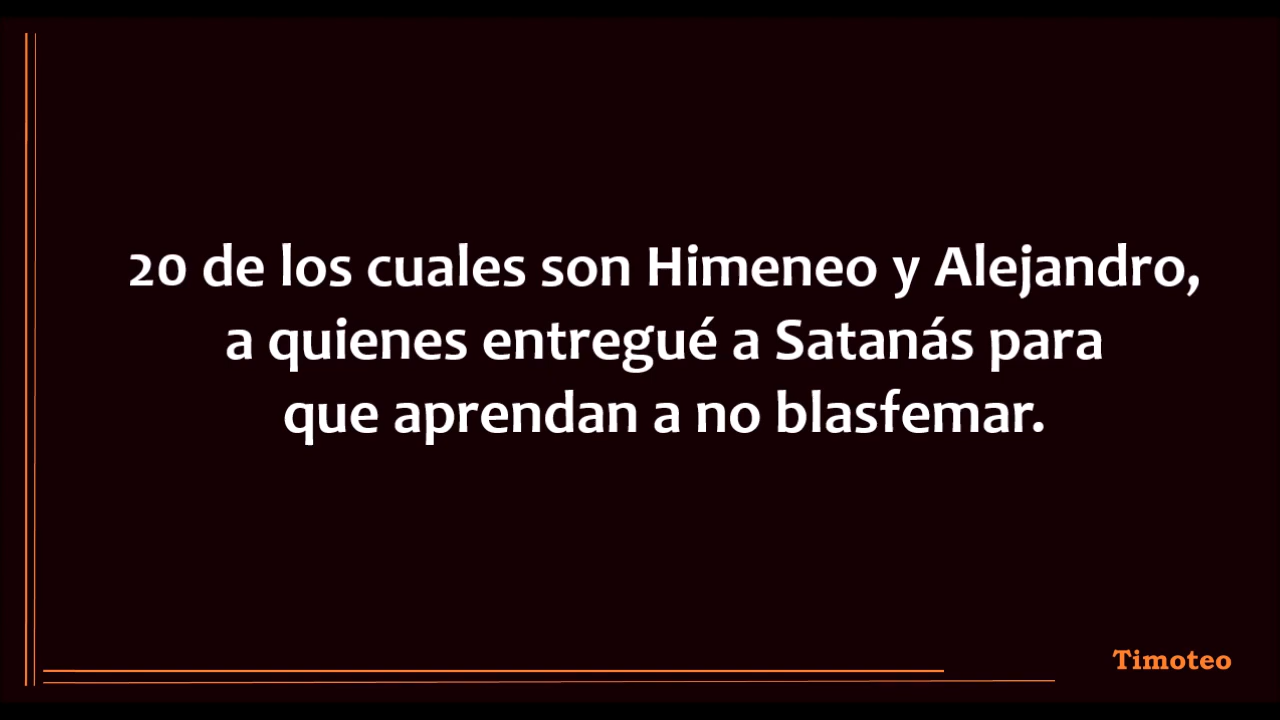 20 de los cuales son Himeneo y Alejandro,
a quienes entregué a Satanás para
que aprendan a no blasfemar.
Timoteo